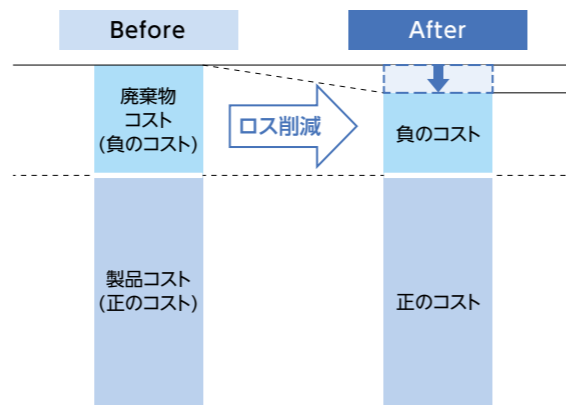 Before
After
廃棄物
コスト
(負のコスト)
ロス削減
負のコスト
製品コスト
(正のコスト)
正のコスト